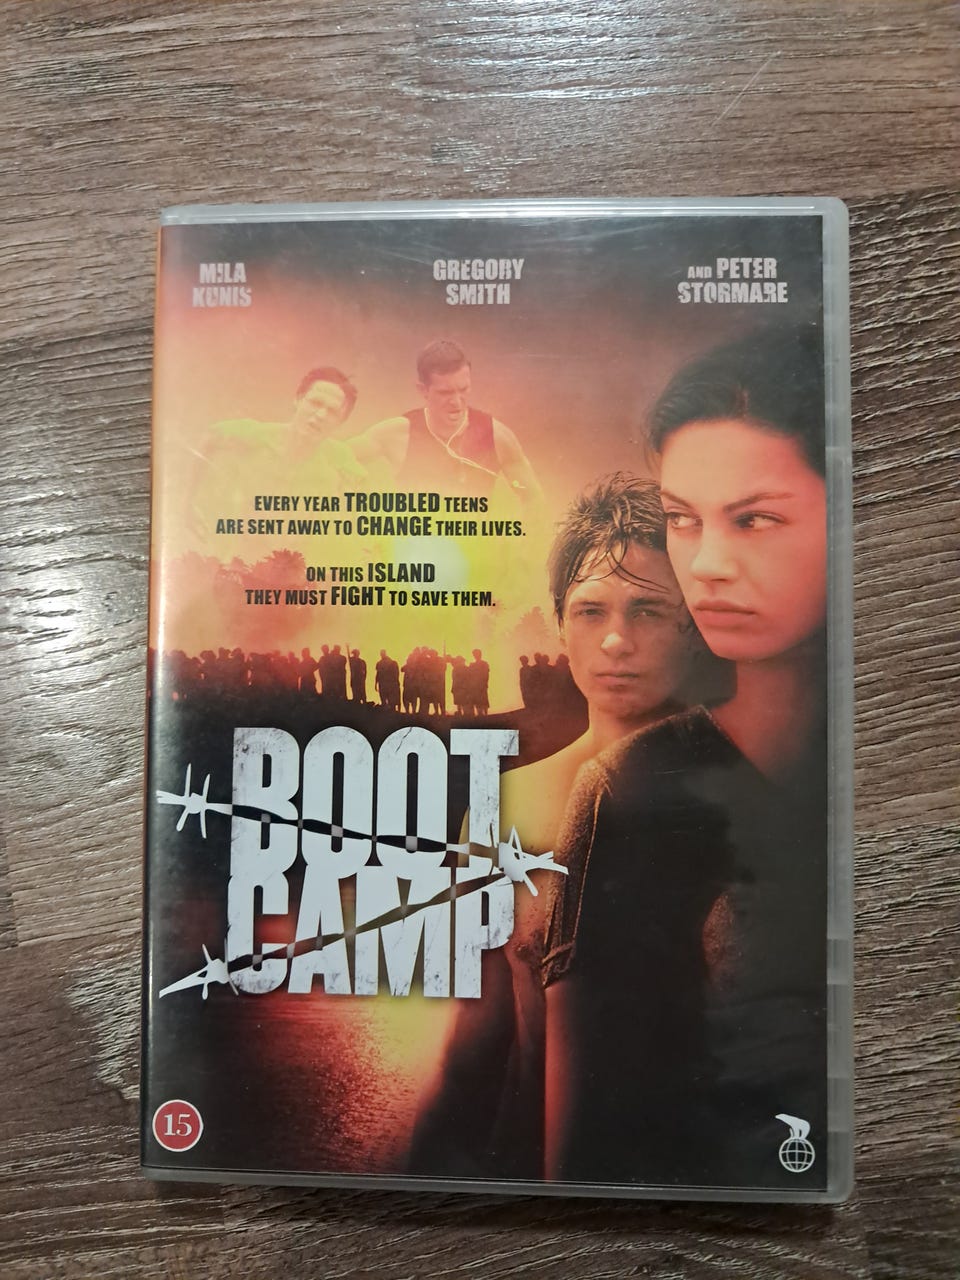 MILA
KUNIS
GREGORY
SMITH
AND PETER
STORMARE
EVERY YEAR TROUBLED TEENS
ARE SENT AWAY TO CHANGE THEIR LIVES.
ON THIS ISLAND
THEY MUST FIGHT TO SAVE THEM.
BOOT
CAMP
15